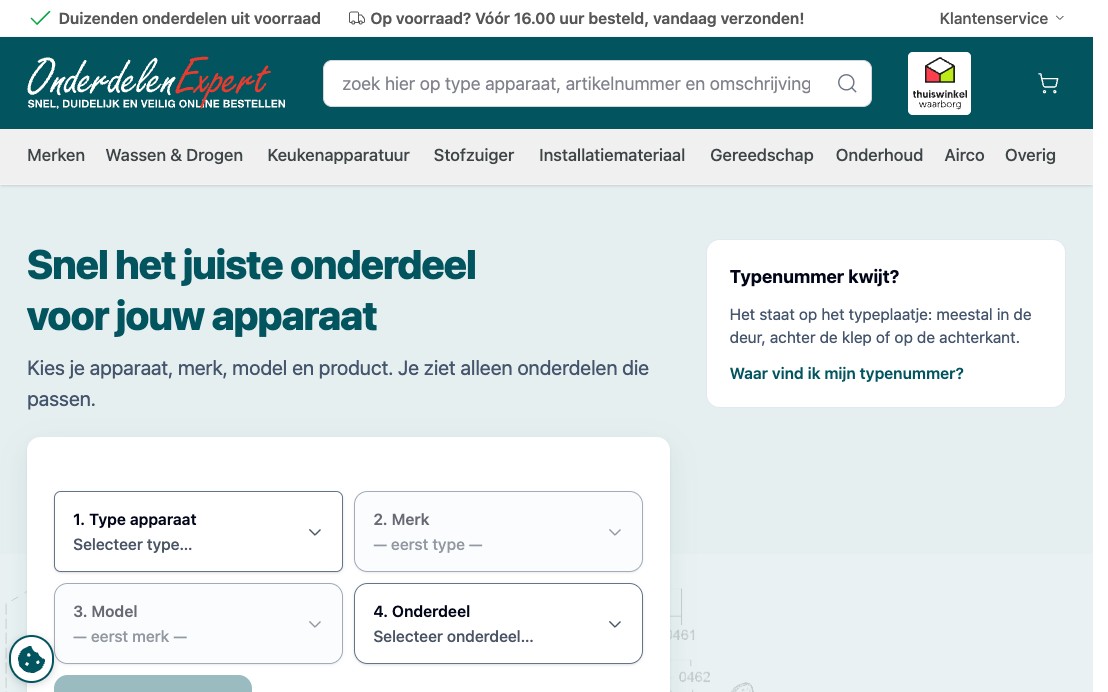 Duizenden onderdelen uit voorraad
Op voorraad? Vóór 16.00 uur besteld, vandaag verzonden!
Klantenservice
OnderdelenExpert
SNEL, DUIDELIJK EN VEILIG ONLINE BESTELLEN
zoek hier op type apparaat, artikelnummer en omschrijving
thuiswinkel
waarborg
Merken Wassen & Drogen Keukenapparatuur Stofzuiger Installatiemateriaal Gereedschap Onderhoud Airco Overig
Snel het juiste onderdeel
voor jouw apparaat
Kies je apparaat, merk, model en product. Je ziet alleen onderdelen die
passen.
Typenummer kwijt?
Het staat op het typeplaatje: meestal in de
deur, achter de klep of op de achterkant.
Waar vind ik mijn typenummer?
1. Type apparaat
Selecteer type...
2. Merk
— eerst type —
3. Model
— eerst merk —
4. Onderdeel
Selecteer onderdeel...
0461
0462